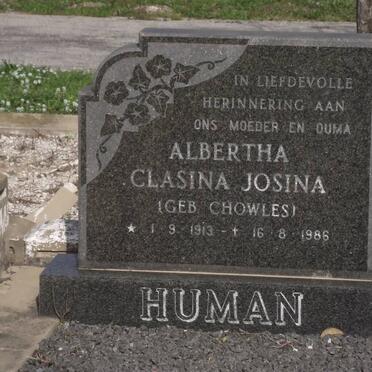 IN LIEFDEVOLLE
HERINNERING AAN
ONS MOEDER EN OUMA
ALBERTHA
CLASINA JOSINA
(GEB CHOWLES)
★ 1·9·1913 - ✝ 16·8·1986
HUMAN